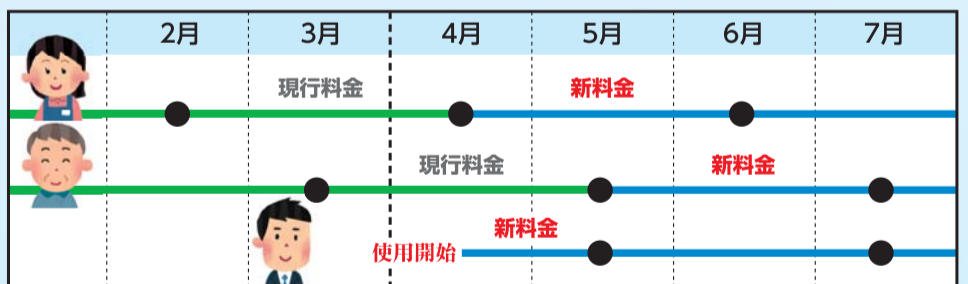 2月 3月 4月 5月 6月 7月
現行料金 新料金
現行料金 新料金
新料金
使用開始